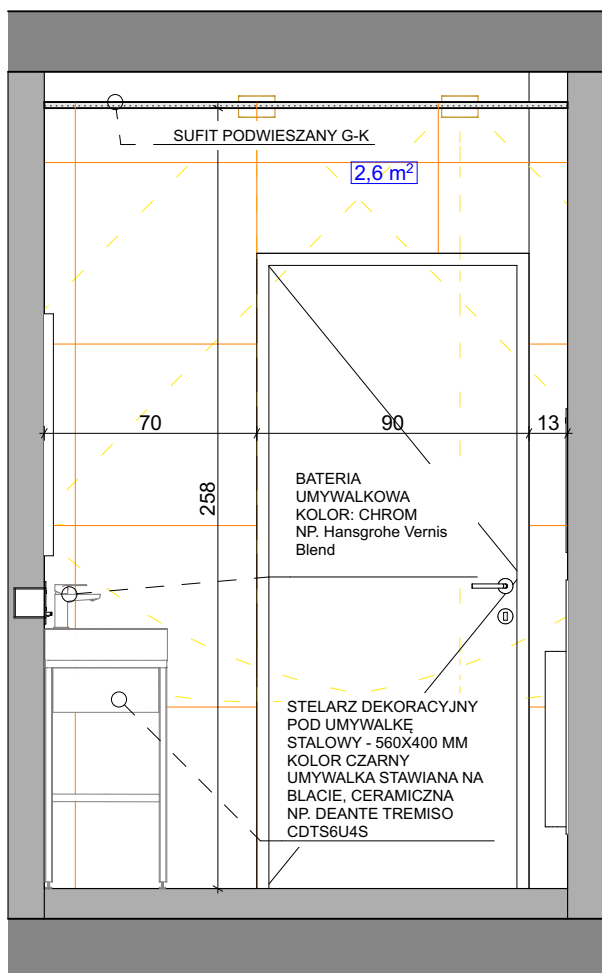 SUFIT PODWIESZANY G-K
2,6 m²
70
90
13
258
BATERIA
UMYWALKOWA
KOLOR: CHROM
NP. Hansgrohe Vernis
Blend
STELARZ DEKORACYJNY
POD UMYWALKĘ
STALOWY - 560X400 MM
KOLOR CZARNY
UMYWALKA STAWIANA NA
BLACIE, CERAMICZNA
NP. DEANTE TREMISO
CDTS6U4S